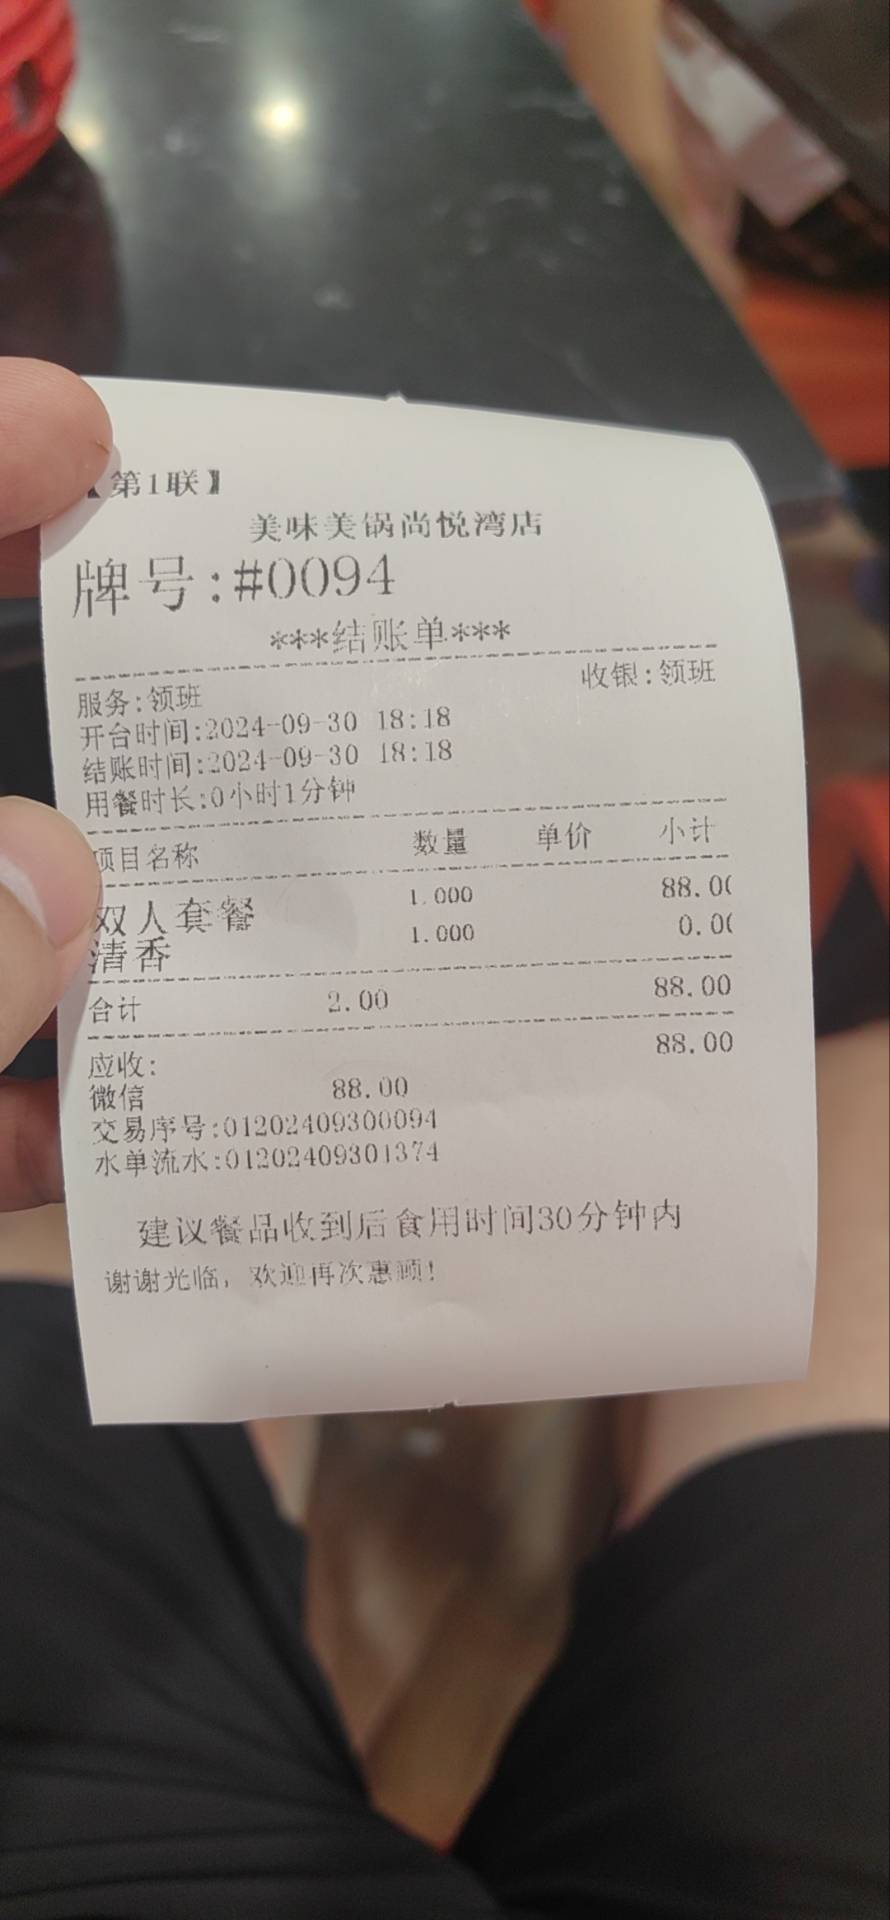 【第1联】
美味美锅尚悦湾店
牌号:#0094
***结账单***
服务:领班 收银:领班
开台时间:2024-09-30 18:18
结账时间:2024-09-30 18:18
用餐时长:0小时1分钟
项目名称 数量 单价 小计
双人套餐 1.000 88.00
清香 1.000 0.00
合计 2.00 88.00
应收: 88.00
微信 88.00
交易序号:01202409300094
水单流水:01202409301374
建议餐品收到后食用时间30分钟内
谢谢光临，欢迎再次惠顾!